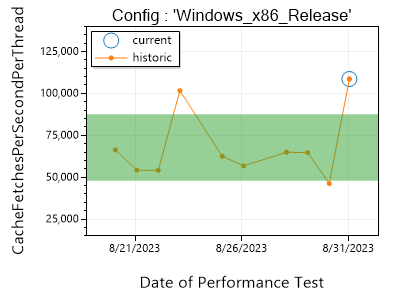 Config : 'Windows_x86_Release'
current
historic
CacheFetchesPerSecondPerThread
125,000
100,000
75,000
50,000
25,000
8/21/2023
8/26/2023
8/31/2023
Date of Performance Test